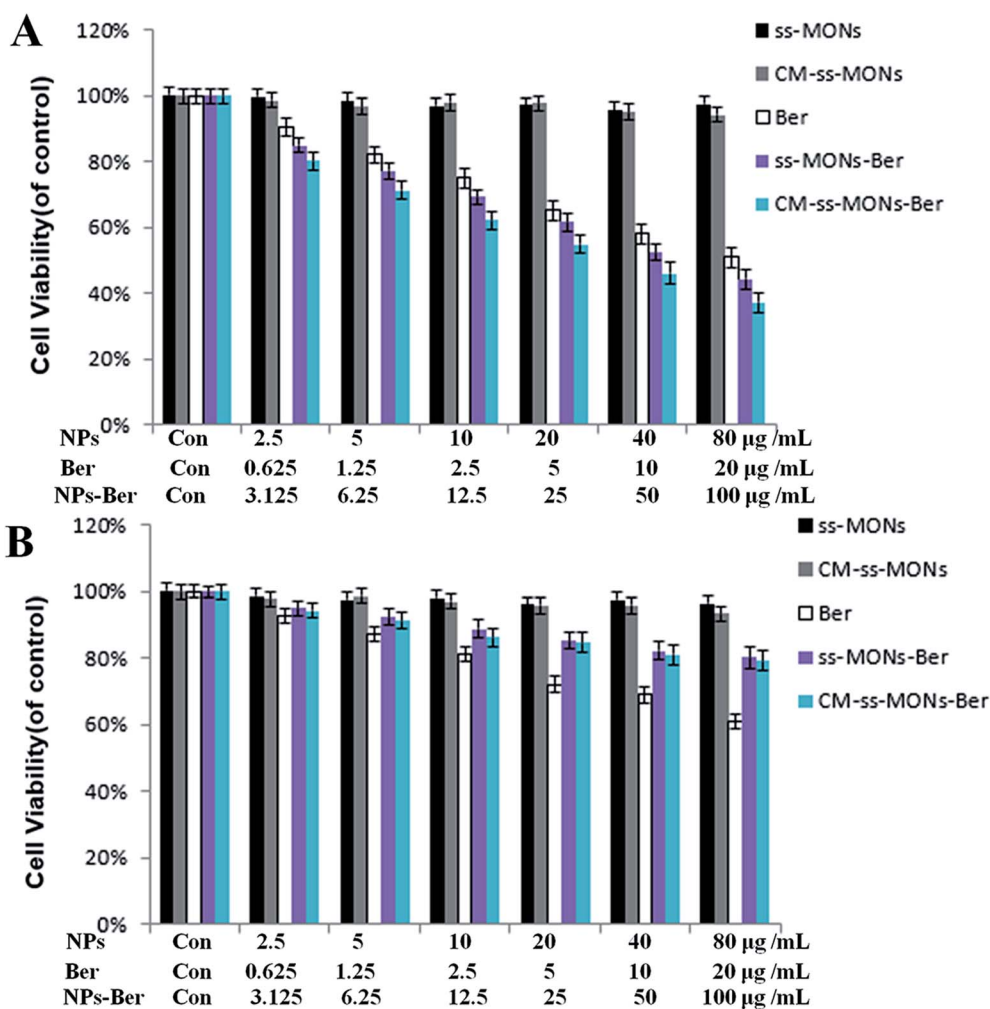 A
Cell Viability(of control)
120%
100%
80%
60%
40%
20%
0%
ss-MONs
CM-ss-MONs
Ber
ss-MONs-Ber
CM-ss-MONs-Ber
NPs Con 2.5 5 10 20 40 80 μg /mL
Ber Con 0.625 1.25 2.5 5 10 20 μg /mL
NPs-Ber Con 3.125 6.25 12.5 25 50 100 μg /mL
B
Cell Viability(of control)
120%
100%
80%
60%
40%
20%
0%
ss-MONs
CM-ss-MONs
Ber
ss-MONs-Ber
CM-ss-MONs-Ber
NPs Con 2.5 5 10 20 40 80 μg /mL
Ber Con 0.625 1.25 2.5 5 10 20 μg /mL
NPs-Ber Con 3.125 6.25 12.5 25 50 100 μg /mL